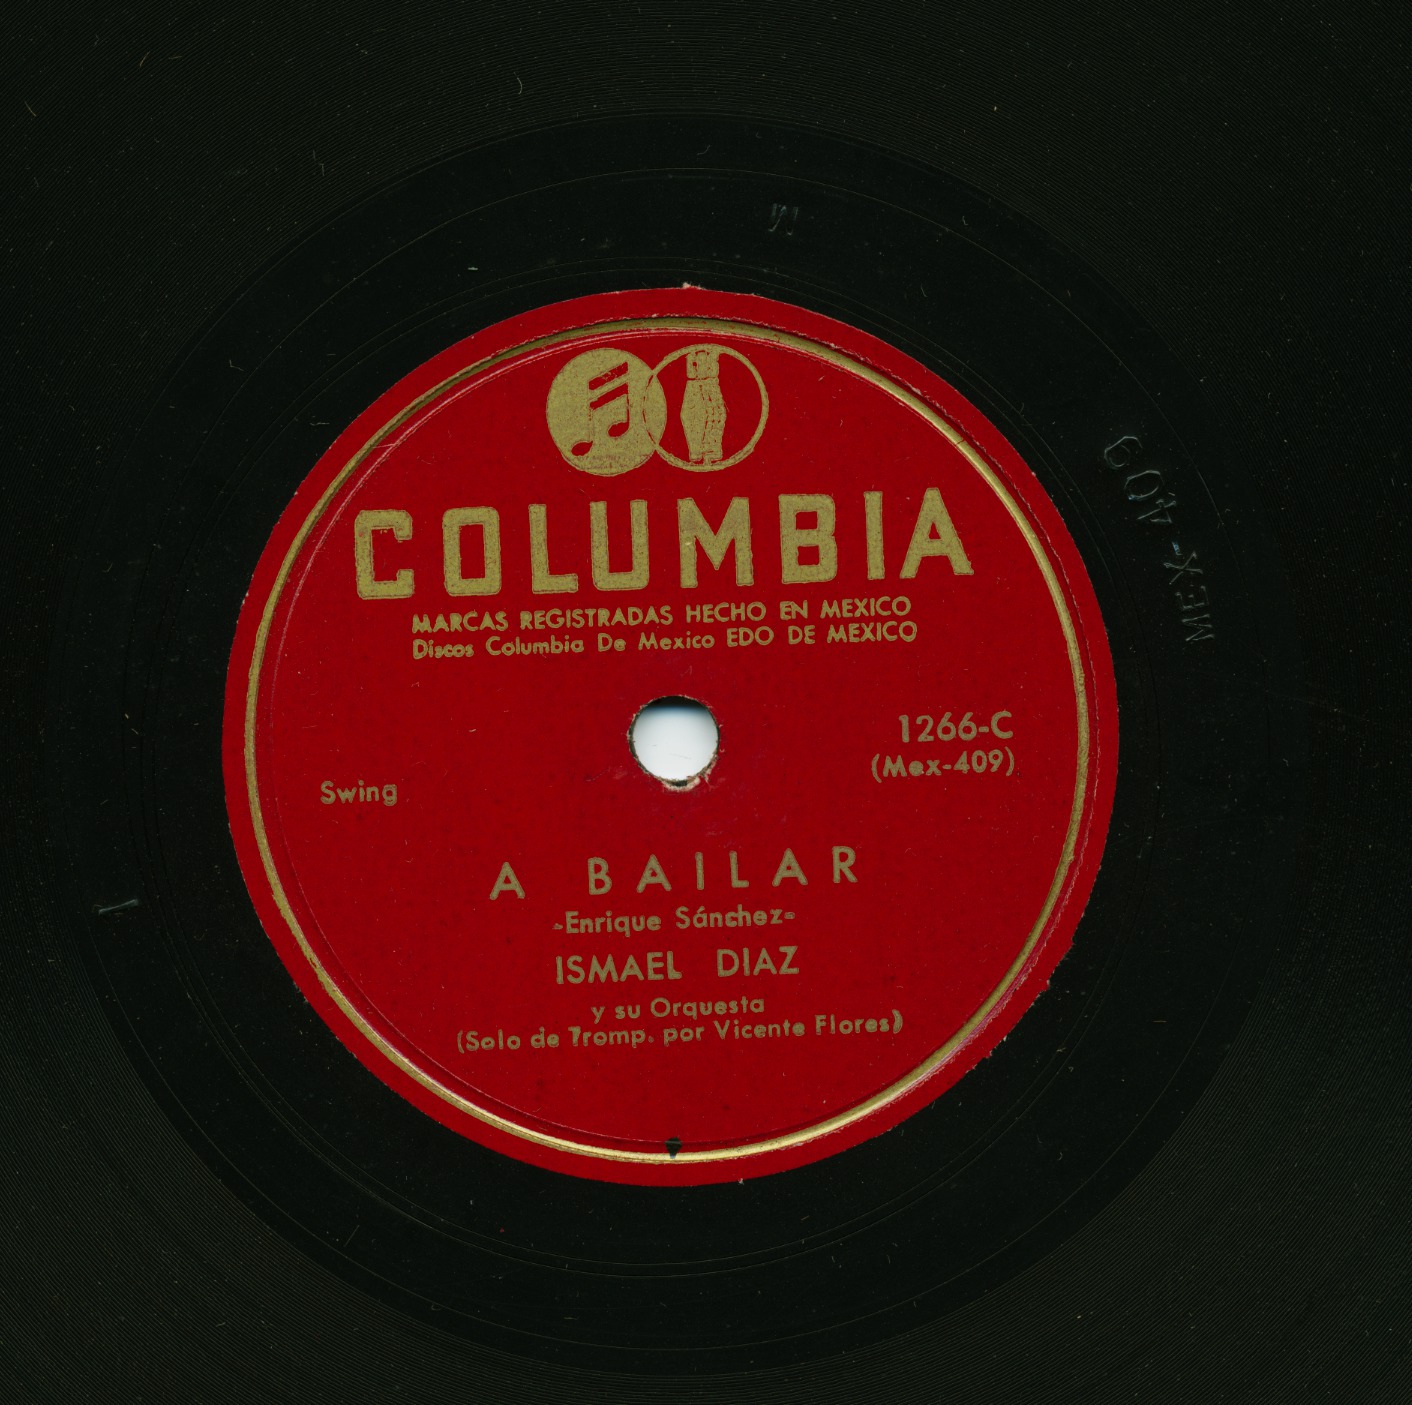 COLUMBIA
MARCAS REGISTRADAS HECHO EN MEXICO
Discos Columbia De Mexico EDO DE MEXICO
1266-C
(Mex-409)
Swing
A BAILAR
-Enrique Sánchez-
ISMAEL DIAZ
y su Orquesta
(Solo de Tromp. por Vicente Flores)
MEX-409